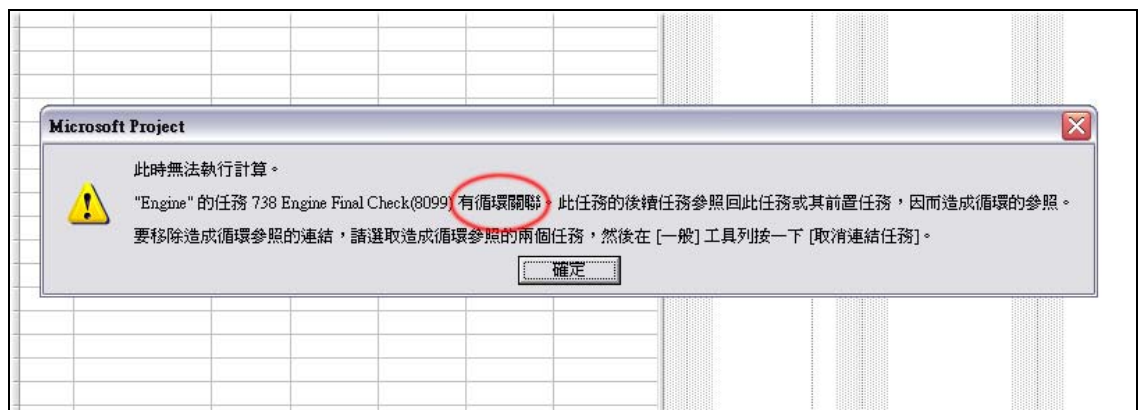 Microsoft Project
此時無法執行計算。
"Engine" 的任務 738 Engine Final Check(8099) 有循環關聯。此任務的後續任務參照回此任務或其前置任務，因而造成循環的參照。
要移除造成循環參照的連結，請選取造成循環參照的兩個任務，然後在 [一般] 工具列按一下 [取消連結任務]。
確定